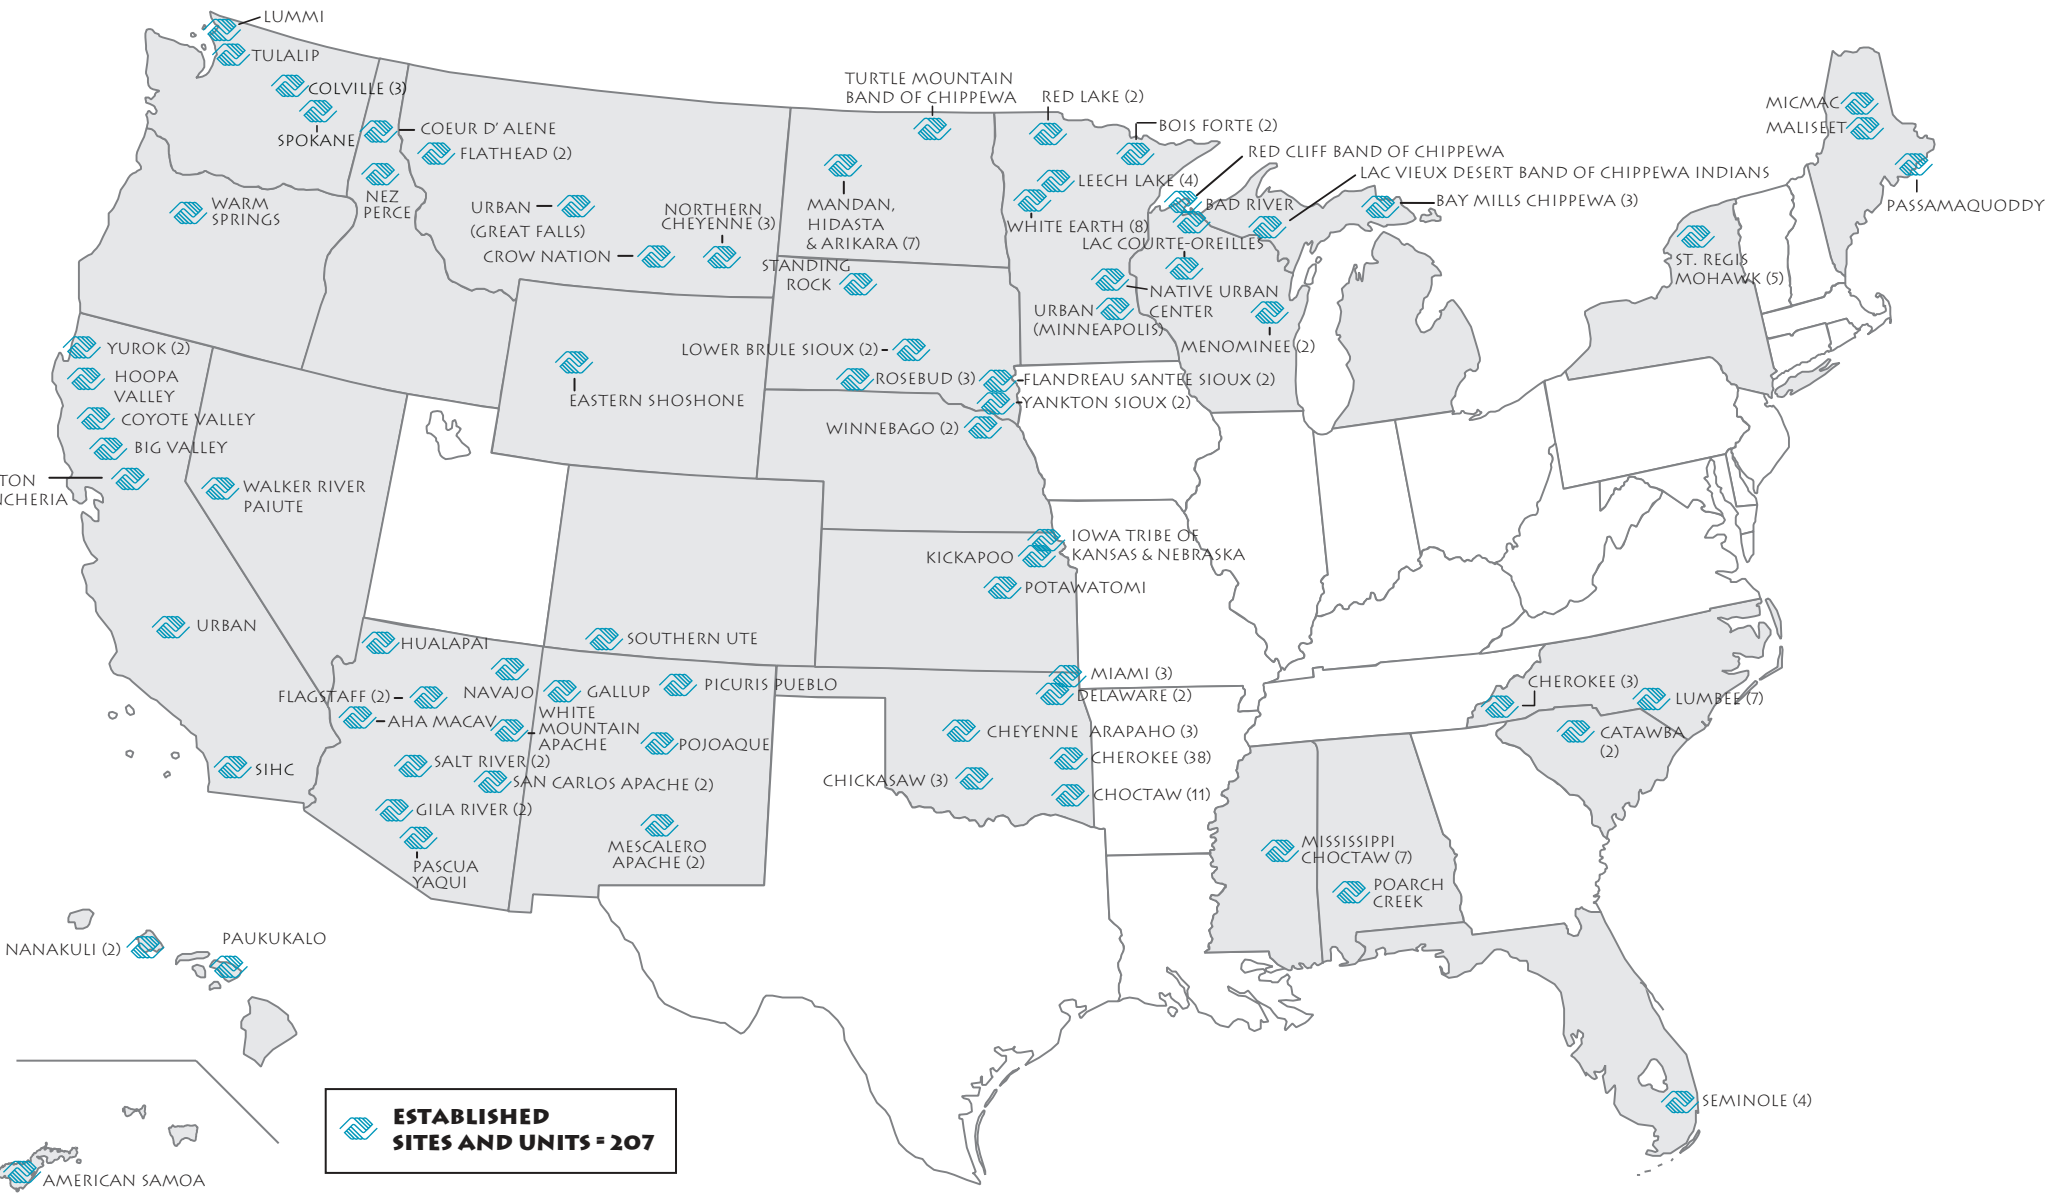 LUMMI
TULALIP
COLVILLE (3)
SPOKANE
COEUR D' ALENE
FLATHEAD (2)
NEZ
PERCE
WARM
SPRINGS
URBAN
(GREAT FALLS)
CROW NATION
NORTHERN
CHEYENNE (3)
TURTLE MOUNTAIN
BAND OF CHIPPEWA
MANDAN,
HIDASTA
& ARIKARA (7)
STANDING
ROCK
RED LAKE (2)
BOIS FORTE (2)
LEECH LAKE (4)
WHITE EARTH (8)
RED CLIFF BAND OF CHIPPEWA
LAC VIEUX DESERT BAND OF CHIPPEWA INDIANS
BAY MILLS CHIPPEWA (3)
BAD RIVER
LAC COURTE-OREILLES
NATIVE URBAN
CENTER
URBAN
(MINNEAPOLIS)
MENOMINEE (2)
MICMAC
MALISEET
PASSAMAQUODDY
ST. REGIS
MOHAWK (5)
YUROK (2)
HOOPA
VALLEY
COYOTE VALLEY
BIG VALLEY
TON
NCHERIA
WALKER RIVER
PAIUTE
URBAN
SIHC
EASTERN SHOSHONE
LOWER BRULE SIOUX (2)
ROSEBUD (3)
FLANDREAU SANTEE SIOUX (2)
YANKTON SIOUX (2)
WINNEBAGO (2)
IOWA TRIBE OF
KANSAS & NEBRASKA
KICKAPOO
POTAWATOMI
SOUTHERN UTE
HUALAPAI
NAVAJO
FLAGSTAFF (2)
AHA MACAV
WHITE
MOUNTAIN
APACHE
SALT RIVER (2)
SAN CARLOS APACHE (2)
GILA RIVER (2)
PASCUA
YAQUI
GALLUP
PICURIS PUEBLO
POJOAQUE
MESCALERO
APACHE (2)
MIAMI (3)
DELAWARE (2)
CHEYENNE ARAPAHO (3)
CHEROKEE (38)
CHICKASAW (3)
CHOCTAW (11)
CHEROKEE (3)
LUMBEE (7)
CATAWBA
(2)
MISSISSIPPI
CHOCTAW (7)
POARCH
CREEK
SEMINOLE (4)
NANAKULI (2)
PAUKUKALO
AMERICAN SAMOA
ESTABLISHED
SITES AND UNITS = 207